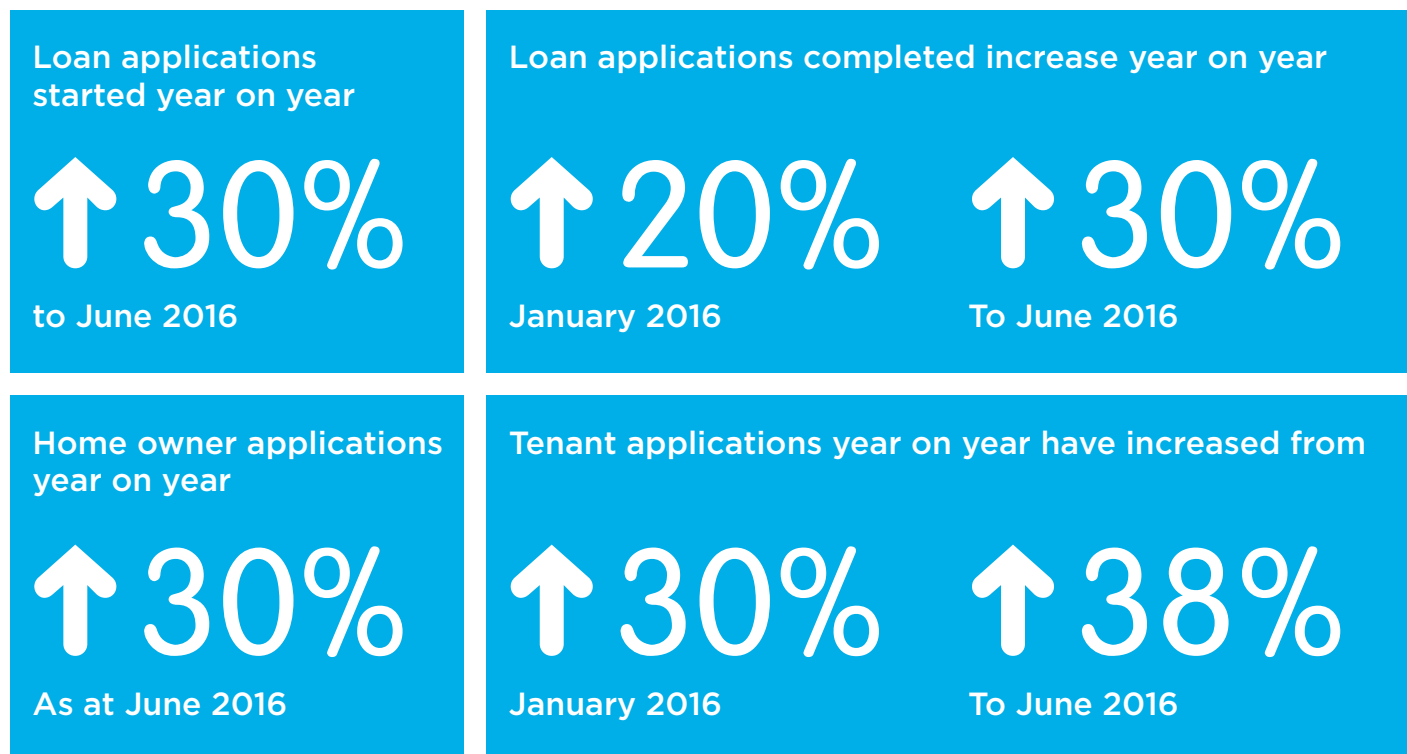 Loan applications
started year on year
↑ 30%
to June 2016
Loan applications completed increase year on year
↑ 20%
January 2016
↑ 30%
To June 2016
Home owner applications
year on year
↑ 30%
As at June 2016
Tenant applications year on year have increased from
↑ 30%
January 2016
↑ 38%
To June 2016